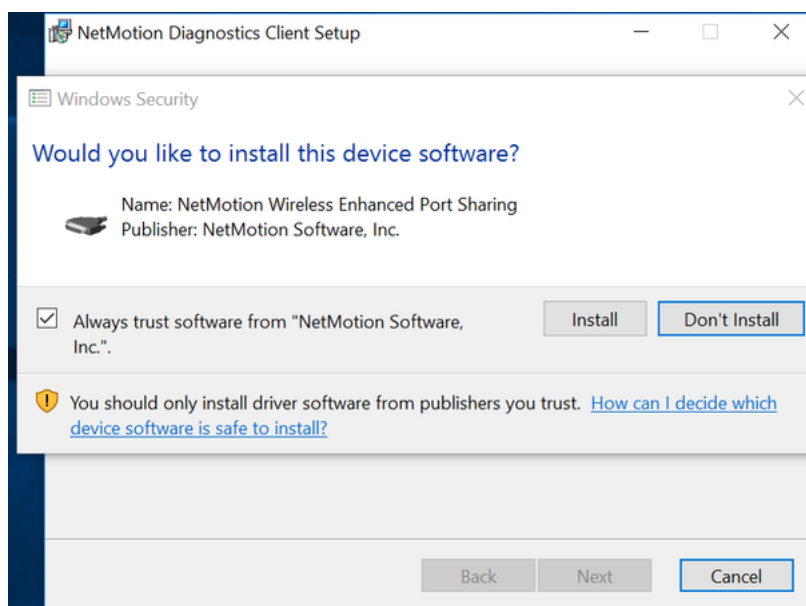 NetMotion Diagnostics Client Setup
Windows Security
Would you like to install this device software?
Name: NetMotion Wireless Enhanced Port Sharing
Publisher: NetMotion Software, Inc.
Always trust software from "NetMotion Software,
Inc.".
Install
Don't Install
You should only install driver software from publishers you trust. How can I decide which
device software is safe to install?
Back
Next
Cancel